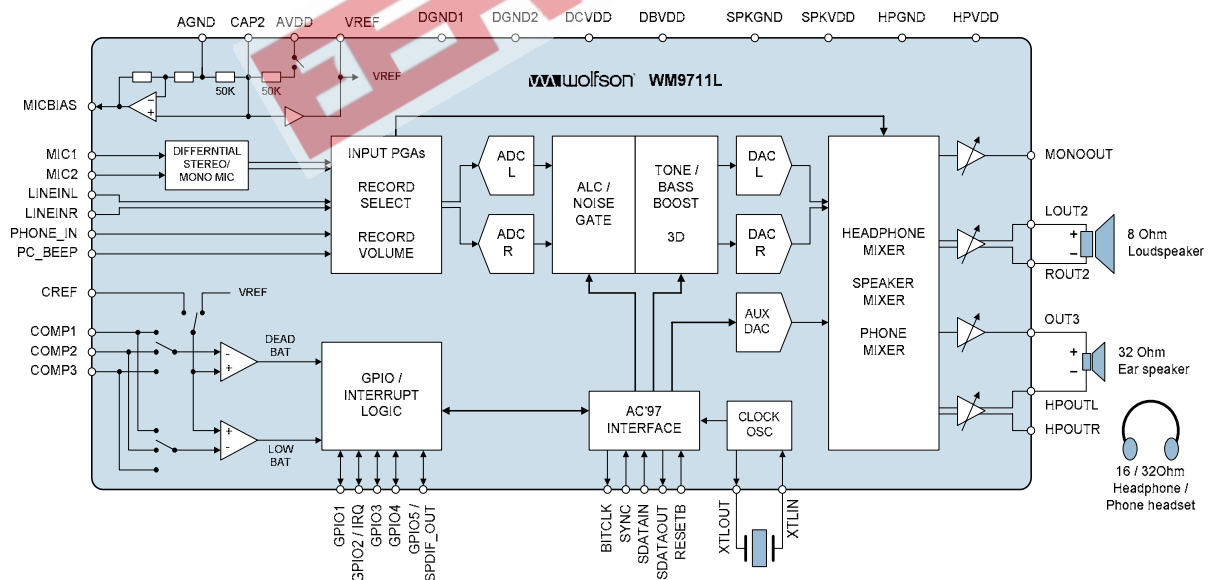 AGND CAP2 AVDD VREF DGND1 DGND2 DCVDD DBVDD SPKGND SPKVDD HPGND HPVDD
wolfson WM9711L
VREF
50K 50K
MICBIAS
MIC1
MIC2
LINEINL
LINEINR
PHONE_IN
PC_BEEP
DIFFERNTIAL
STEREO/
MONO MIC
INPUT PGAs
RECORD
SELECT
RECORD
VOLUME
ADC
L
ADC
R
ALC /
NOISE
GATE
TONE /
BASS
BOOST
3D
DAC
L
DAC
R
AUX
DAC
HEADPHONE
MIXER
SPEAKER
MIXER
PHONE
MIXER
MONOOUT
LOUT2
+
−
ROUT2
8 Ohm
Loudspeaker
OUT3
+
−
32 Ohm
Ear speaker
HPOUTL
HPOUTR
16 / 32Ohm
Headphone /
Phone headset
CREF
VREF
COMP1
COMP2
COMP3
DEAD
BAT
LOW
BAT
GPIO /
INTERRUPT
LOGIC
AC'97
INTERFACE
CLOCK
OSC
GPIO1
GPIO2 / IRQ
GPIO3
GPIO4
GPIO5 /
SPDIF_OUT
BITCLK
SYNC
SDATAIN
SDATAOUT
RESETB
XTLOUT
XTLIN